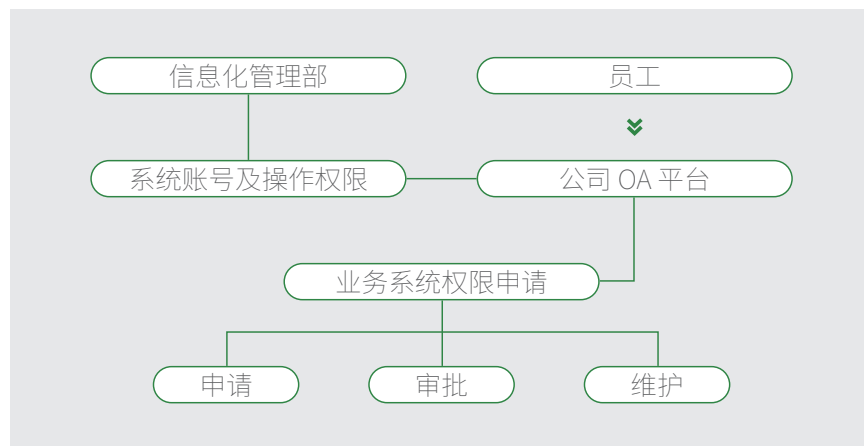 信息化管理部
员工
系统账号及操作权限
公司 OA 平台
业务系统权限申请
申请
审批
维护